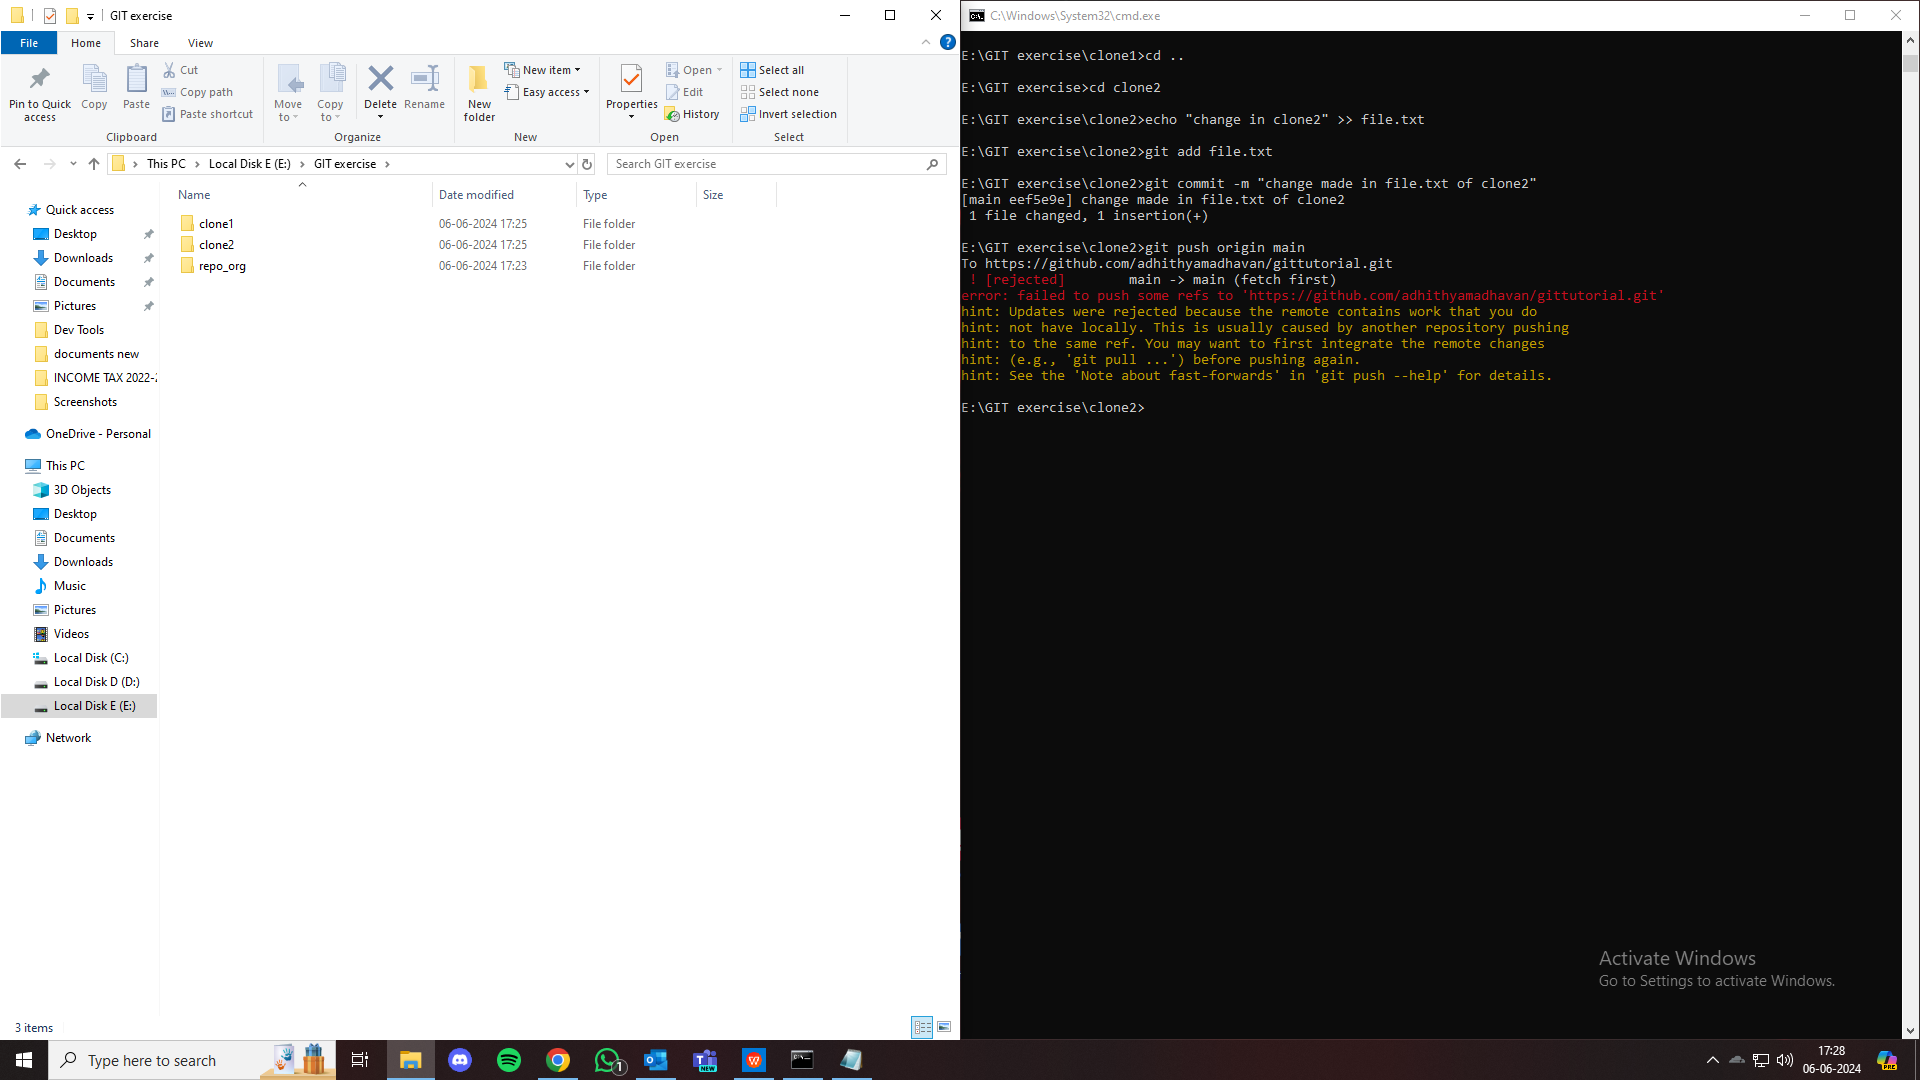 GIT exercise
File
Home
Share
View
Pin to Quick access
Copy
Paste
Cut
Copy path
Paste shortcut
Clipboard
Move to
Copy to
Delete
Rename
Organize
New folder
New item
Easy access
New
Properties
Open
Edit
History
Open
Select all
Select none
Invert selection
Select
This PC > Local Disk E (E:) > GIT exercise >
Search GIT exercise
Name
Date modified
Type
Size
clone1 06-06-2024 17:25 File folder
clone2 06-06-2024 17:25 File folder
repo_org 06-06-2024 17:23 File folder
Quick access
Desktop
Downloads
Documents
Pictures
Dev Tools
documents new
INCOME TAX 2022-
Screenshots
OneDrive - Personal
This PC
3D Objects
Desktop
Documents
Downloads
Music
Pictures
Videos
Local Disk (C:)
Local Disk D (D:)
Local Disk E (E:)
Network
3 items
C:\Windows\System32\cmd.exe
E:\GIT exercise\clone1>cd ..
E:\GIT exercise>cd clone2
E:\GIT exercise\clone2>echo "change in clone2" >> file.txt
E:\GIT exercise\clone2>git add file.txt
E:\GIT exercise\clone2>git commit -m "change made in file.txt of clone2"
[main eef5e9e] change made in file.txt of clone2
1 file changed, 1 insertion(+)
E:\GIT exercise\clone2>git push origin main
To https://github.com/adhithyamadhavan/gittutorial.git
! [rejected] main -> main (fetch first)
error: failed to push some refs to 'https://github.com/adhithyamadhavan/gittutorial.git'
hint: Updates were rejected because the remote contains work that you do
hint: not have locally. This is usually caused by another repository pushing
hint: to the same ref. You may want to first integrate the remote changes
hint: (e.g., 'git pull ...') before pushing again.
hint: See the 'Note about fast-forwards' in 'git push --help' for details.
E:\GIT exercise\clone2>
Activate Windows
Go to Settings to activate Windows.
Type here to search
1
NEW
17:28
06-06-2024
PRE